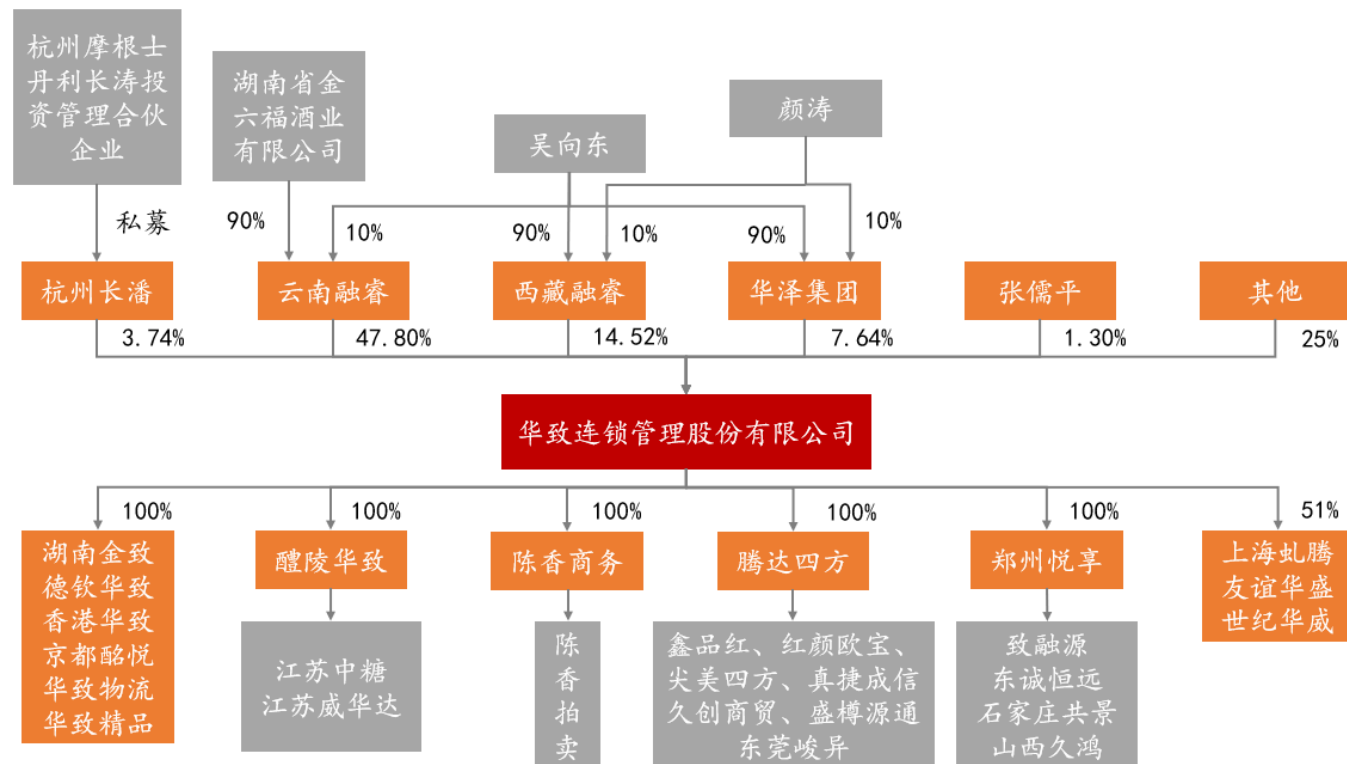 杭州摩根士
丹利长涛投
资管理合伙
企业
湖南省金
六福酒业
有限公司
吴向东
颜涛
私募
90%
10%
90%
10%
90%
10%
杭州长潘
云南融睿
西藏融睿
华泽集团
张儒平
其他
3.74%
47.80%
14.52%
7.64%
1.30%
25%
华致连锁管理股份有限公司
100%
100%
100%
100%
100%
51%
湖南金致
德钦华致
香港华致
京都酩悦
华致物流
华致精品
醴陵华致
陈香商务
腾达四方
郑州悦享
上海虬腾
友谊华盛
世纪华威
江苏中糖
江苏威华达
陈
香
拍
卖
鑫品红、红颜欧宝、
尖美四方、真捷成信
久创商贸、盛樽源通
东莞峻异
致融源
东诚恒远
石家庄共景
山西久鸿